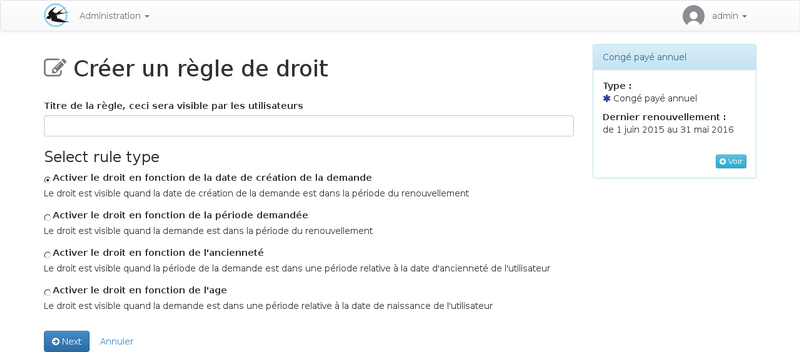 Administration
admin
Créer un règle de droit
Titre de la règle, ceci sera visible par les utilisateurs
Select rule type
Activer le droit en fonction de la date de création de la demande
Le droit est visible quand la date de création de la demande est dans la période du renouvellement
Activer le droit en fonction de la période demandée
Le droit est visible quand la demande est dans la période du renouvellement
Activer le droit en fonction de l'ancienneté
Le droit est visible quand la période de la demande est dans une période relative à la date d'ancienneté de l'utilisateur
Activer le droit en fonction de l'age
Le droit est visible quand la demande est dans une période relative à la date de naissance de l'utilisateur
Next
Annuler
Congé payé annuel
Type :
Congé payé annuel
Dernier renouvellement :
de 1 juin 2015 au 31 mai 2016
Voir